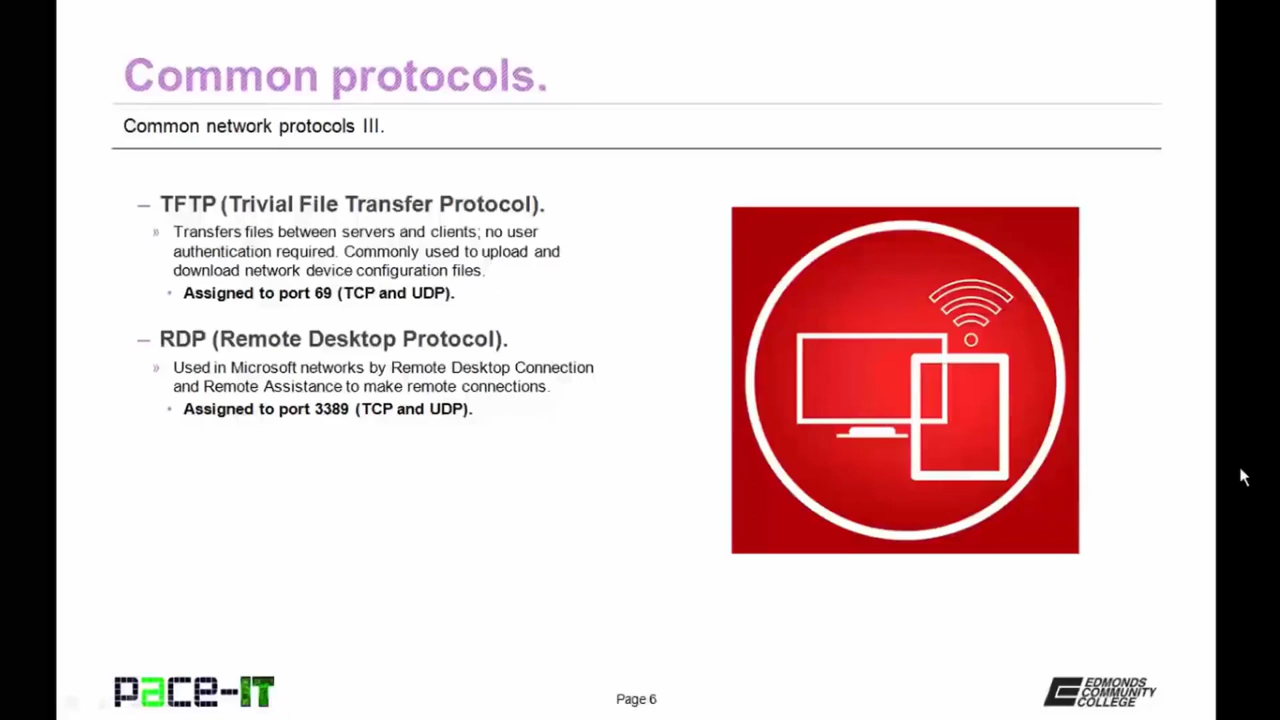 Common protocols.
Common network protocols III.
– TFTP (Trivial File Transfer Protocol).
» Transfers files between servers and clients; no user
authentication required. Commonly used to upload and
download network device configuration files.
• Assigned to port 69 (TCP and UDP).
– RDP (Remote Desktop Protocol).
» Used in Microsoft networks by Remote Desktop Connection
and Remote Assistance to make remote connections.
• Assigned to port 3389 (TCP and UDP).
pace-IT
Page 6
EDMONDS
COMMUNITY
COLLEGE